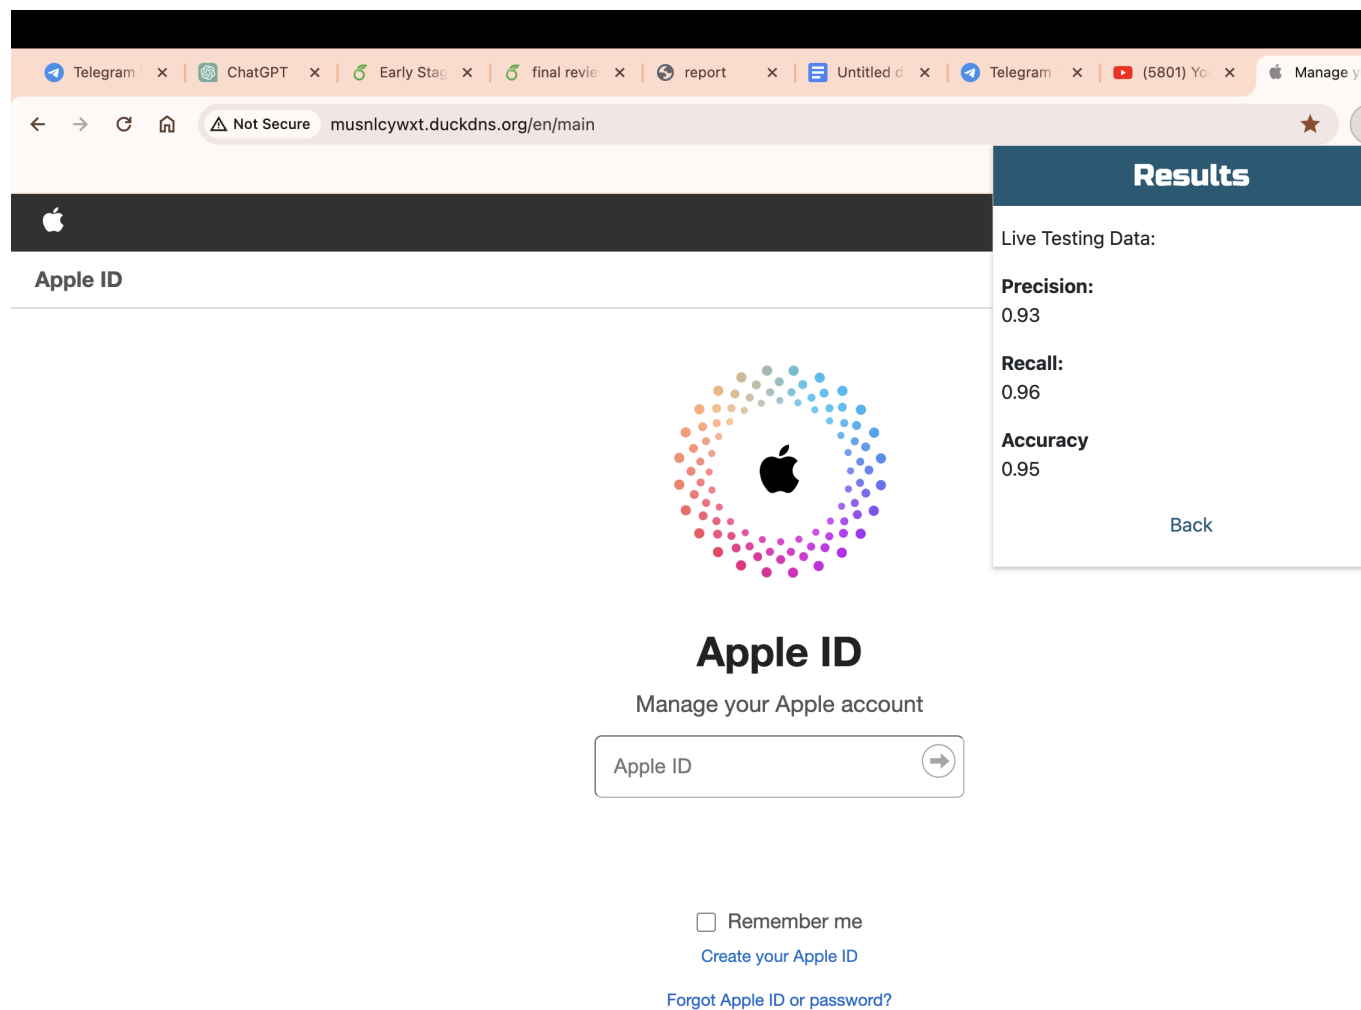 Telegram
ChatGPT
Early Stag
final revie
report
Untitled d
Telegram
(5801) Yo
Manage y
Not Secure
musnlcywxt.duckdns.org/en/main
Apple ID
Apple ID
Manage your Apple account
Apple ID
Remember me
Create your Apple ID
Forgot Apple ID or password?
Results
Live Testing Data:
Precision:
0.93
Recall:
0.96
Accuracy
0.95
Back